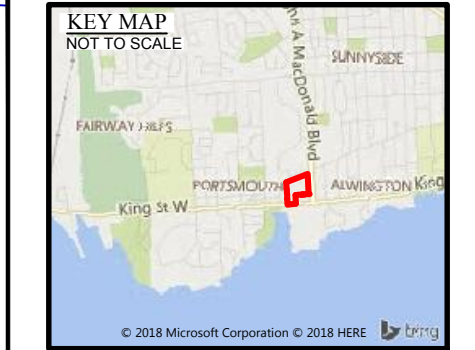 KEY MAP
NOT TO SCALE
SUNNYSIDE
A MacDonald Blvd
FAIRWAY HILLS
PORTSMOUTH
ALWINGTON King
King St W
© 2018 Microsoft Corporation © 2018 HERE
bing